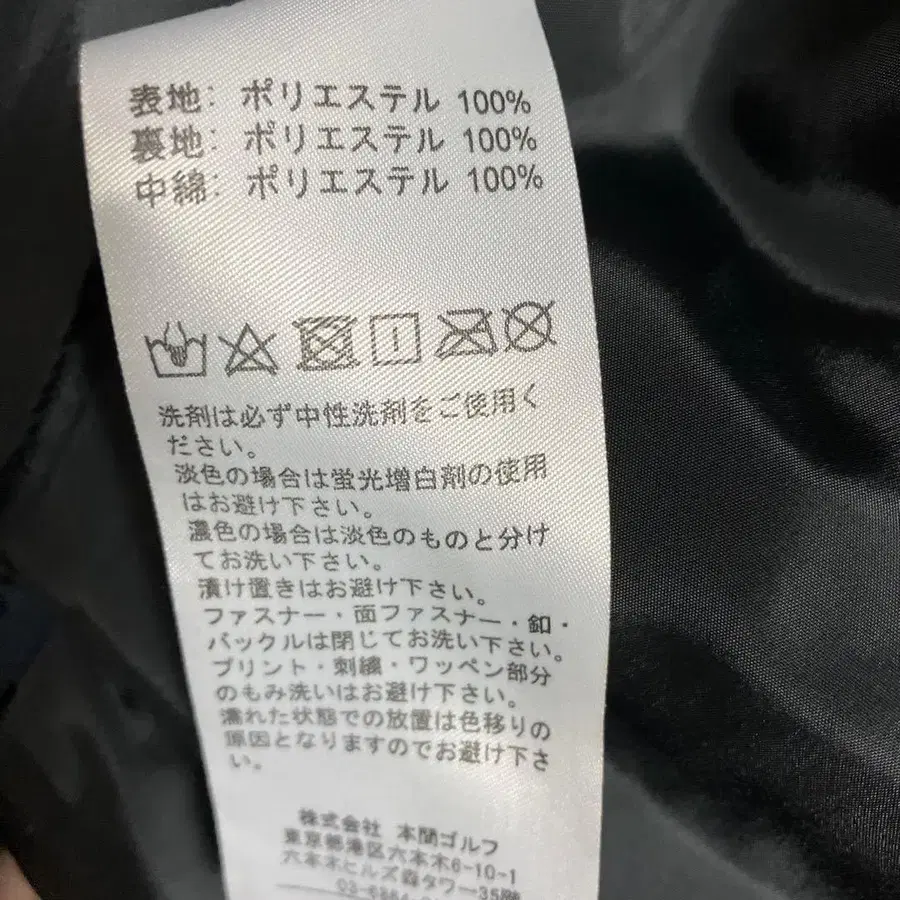 表地: ポリエステル 100%
裏地: ポリエステル 100%
中綿: ポリエステル 100%
洗剤は必ず中性洗剤をご使用く
ださい。
淡色の場合は蛍光増白剤の使用
はお避け下さい。
濃色の場合は淡色のものと分け
てお洗い下さい。
漬け置きはお避け下さい。
ファスナー・面ファスナー・釦・
バックルは閉じてお洗い下さい。
プリント・刺繍・ワッペン部分
のもみ洗いはお避け下さい。
濡れた状態での放置は色移りの
原因となりますのでお避け下さ
い。
株式会社 本間ゴルフ
東京都港区六本木6-10-1
六本木ヒルズ森タワー35階